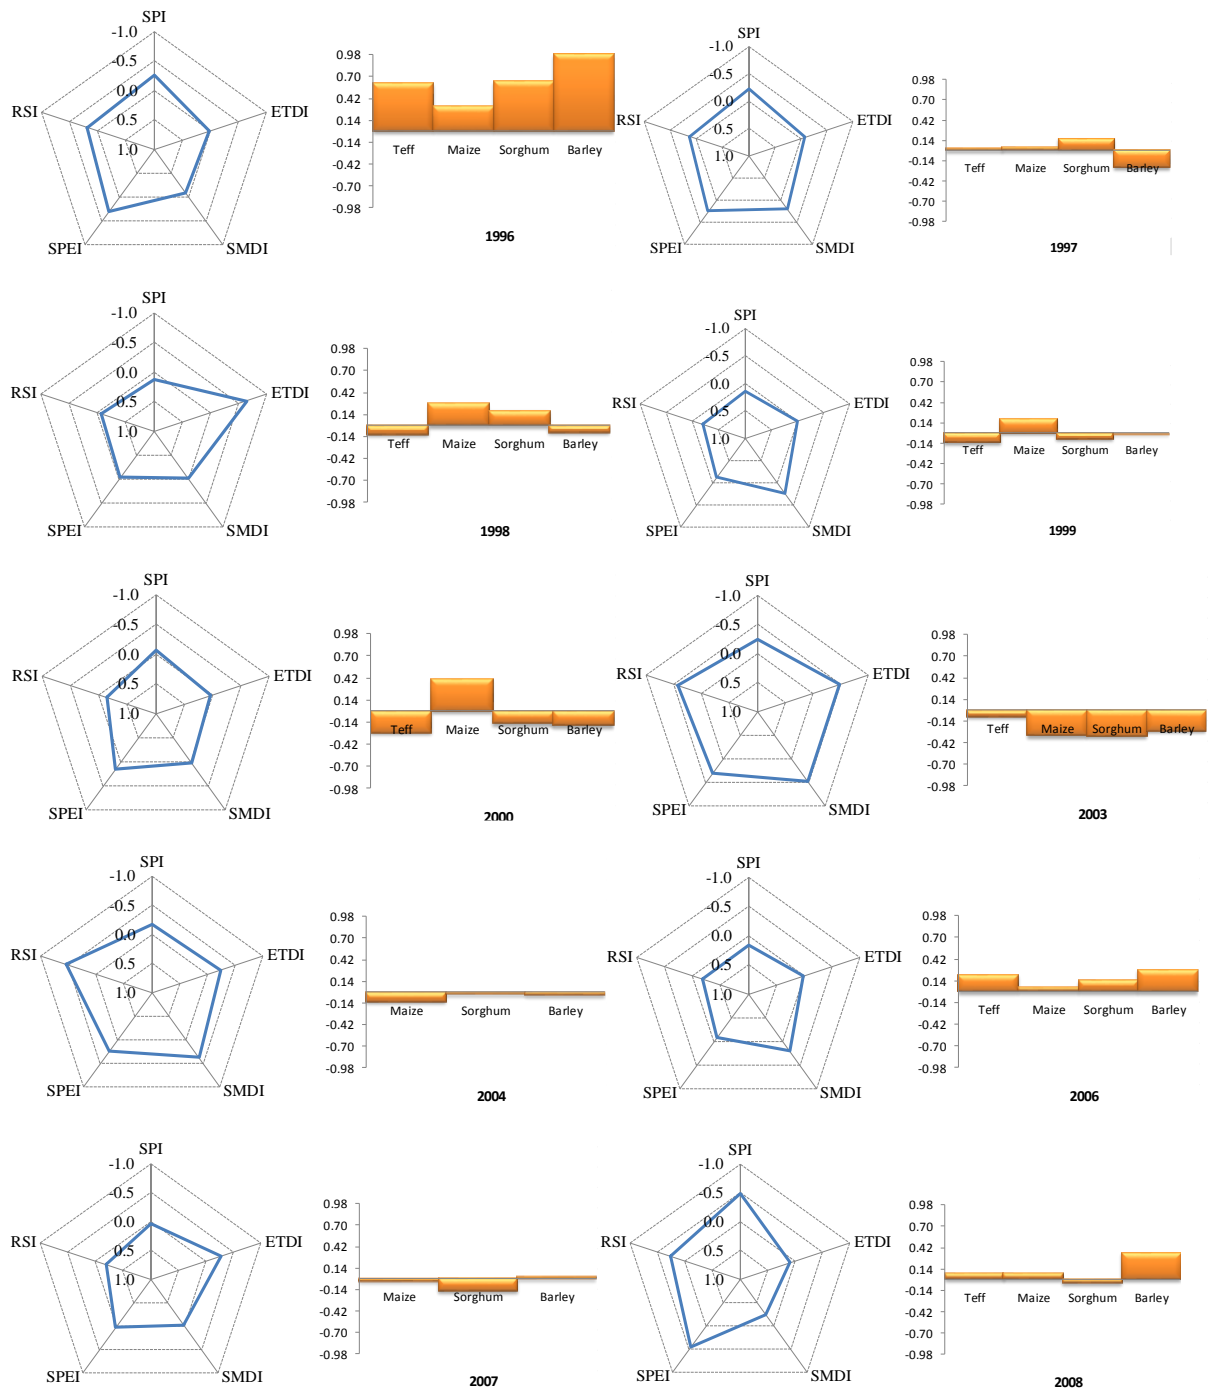 SPI
-1.0
-0.5
0.0
0.5
1.0
RSI
ETDI
SPEI
SMDI
0.98
0.70
0.42
0.14
-0.14
-0.42
-0.70
-0.98
Teff Maize Sorghum Barley
1996
SPI
-1.0
-0.5
0.0
0.5
1.0
RSI
ETDI
SPEI
SMDI
0.98
0.70
0.42
0.14
-0.14
-0.42
-0.70
-0.98
Teff Maize Sorghum Barley
1997
SPI
-1.0
-0.5
0.0
0.5
1.0
RSI
ETDI
SPEI
SMDI
0.98
0.70
0.42
0.14
-0.14
-0.42
-0.70
-0.98
Teff Maize Sorghum Barley
1998
SPI
-1.0
-0.5
0.0
0.5
1.0
RSI
ETDI
SPEI
SMDI
0.98
0.70
0.42
0.14
-0.14
-0.42
-0.70
-0.98
Teff Maize Sorghum Barley
1999
SPI
-1.0
-0.5
0.0
0.5
1.0
RSI
ETDI
SPEI
SMDI
0.98
0.70
0.42
0.14
-0.14
-0.42
-0.70
-0.98
Teff Maize Sorghum Barley
2000
SPI
-1.0
-0.5
0.0
0.5
1.0
RSI
ETDI
SPEI
SMDI
0.98
0.70
0.42
0.14
-0.14
-0.42
-0.70
-0.98
Teff Maize Sorghum Barley
2003
SPI
-1.0
-0.5
0.0
0.5
1.0
RSI
ETDI
SPEI
SMDI
0.98
0.70
0.42
0.14
-0.14
-0.42
-0.70
-0.98
Maize Sorghum Barley
2004
SPI
-1.0
-0.5
0.0
0.5
1.0
RSI
ETDI
SPEI
SMDI
0.98
0.70
0.42
0.14
-0.14
-0.42
-0.70
-0.98
Teff Maize Sorghum Barley
2006
SPI
-1.0
-0.5
0.0
0.5
1.0
RSI
ETDI
SPEI
SMDI
0.98
0.70
0.42
0.14
-0.14
-0.42
-0.70
-0.98
Maize Sorghum Barley
2007
SPI
-1.0
-0.5
0.0
0.5
1.0
RSI
ETDI
SPEI
SMDI
0.98
0.70
0.42
0.14
-0.14
-0.42
-0.70
-0.98
Teff Maize Sorghum Barley
2008